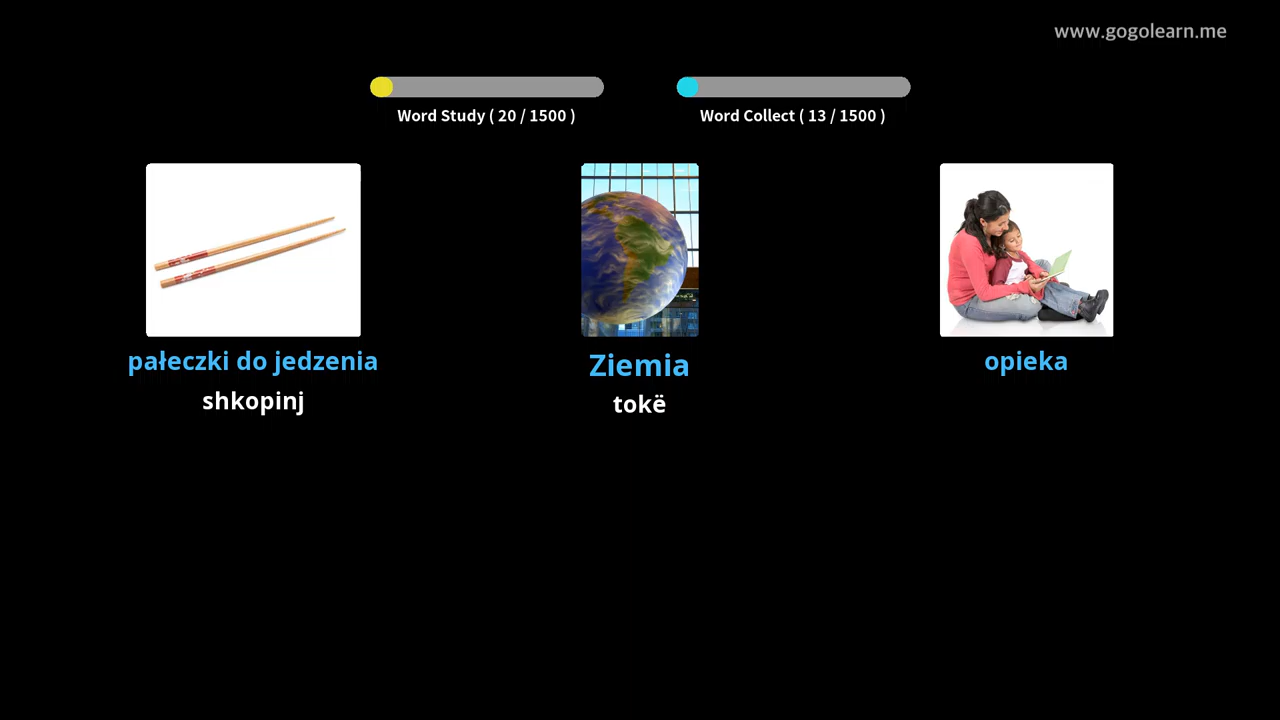 www.gogolearn.me
Word Study ( 20 / 1500 )
Word Collect ( 13 / 1500 )
pałeczki do jedzenia
Ziemia
opieka
shkopinj
tokë